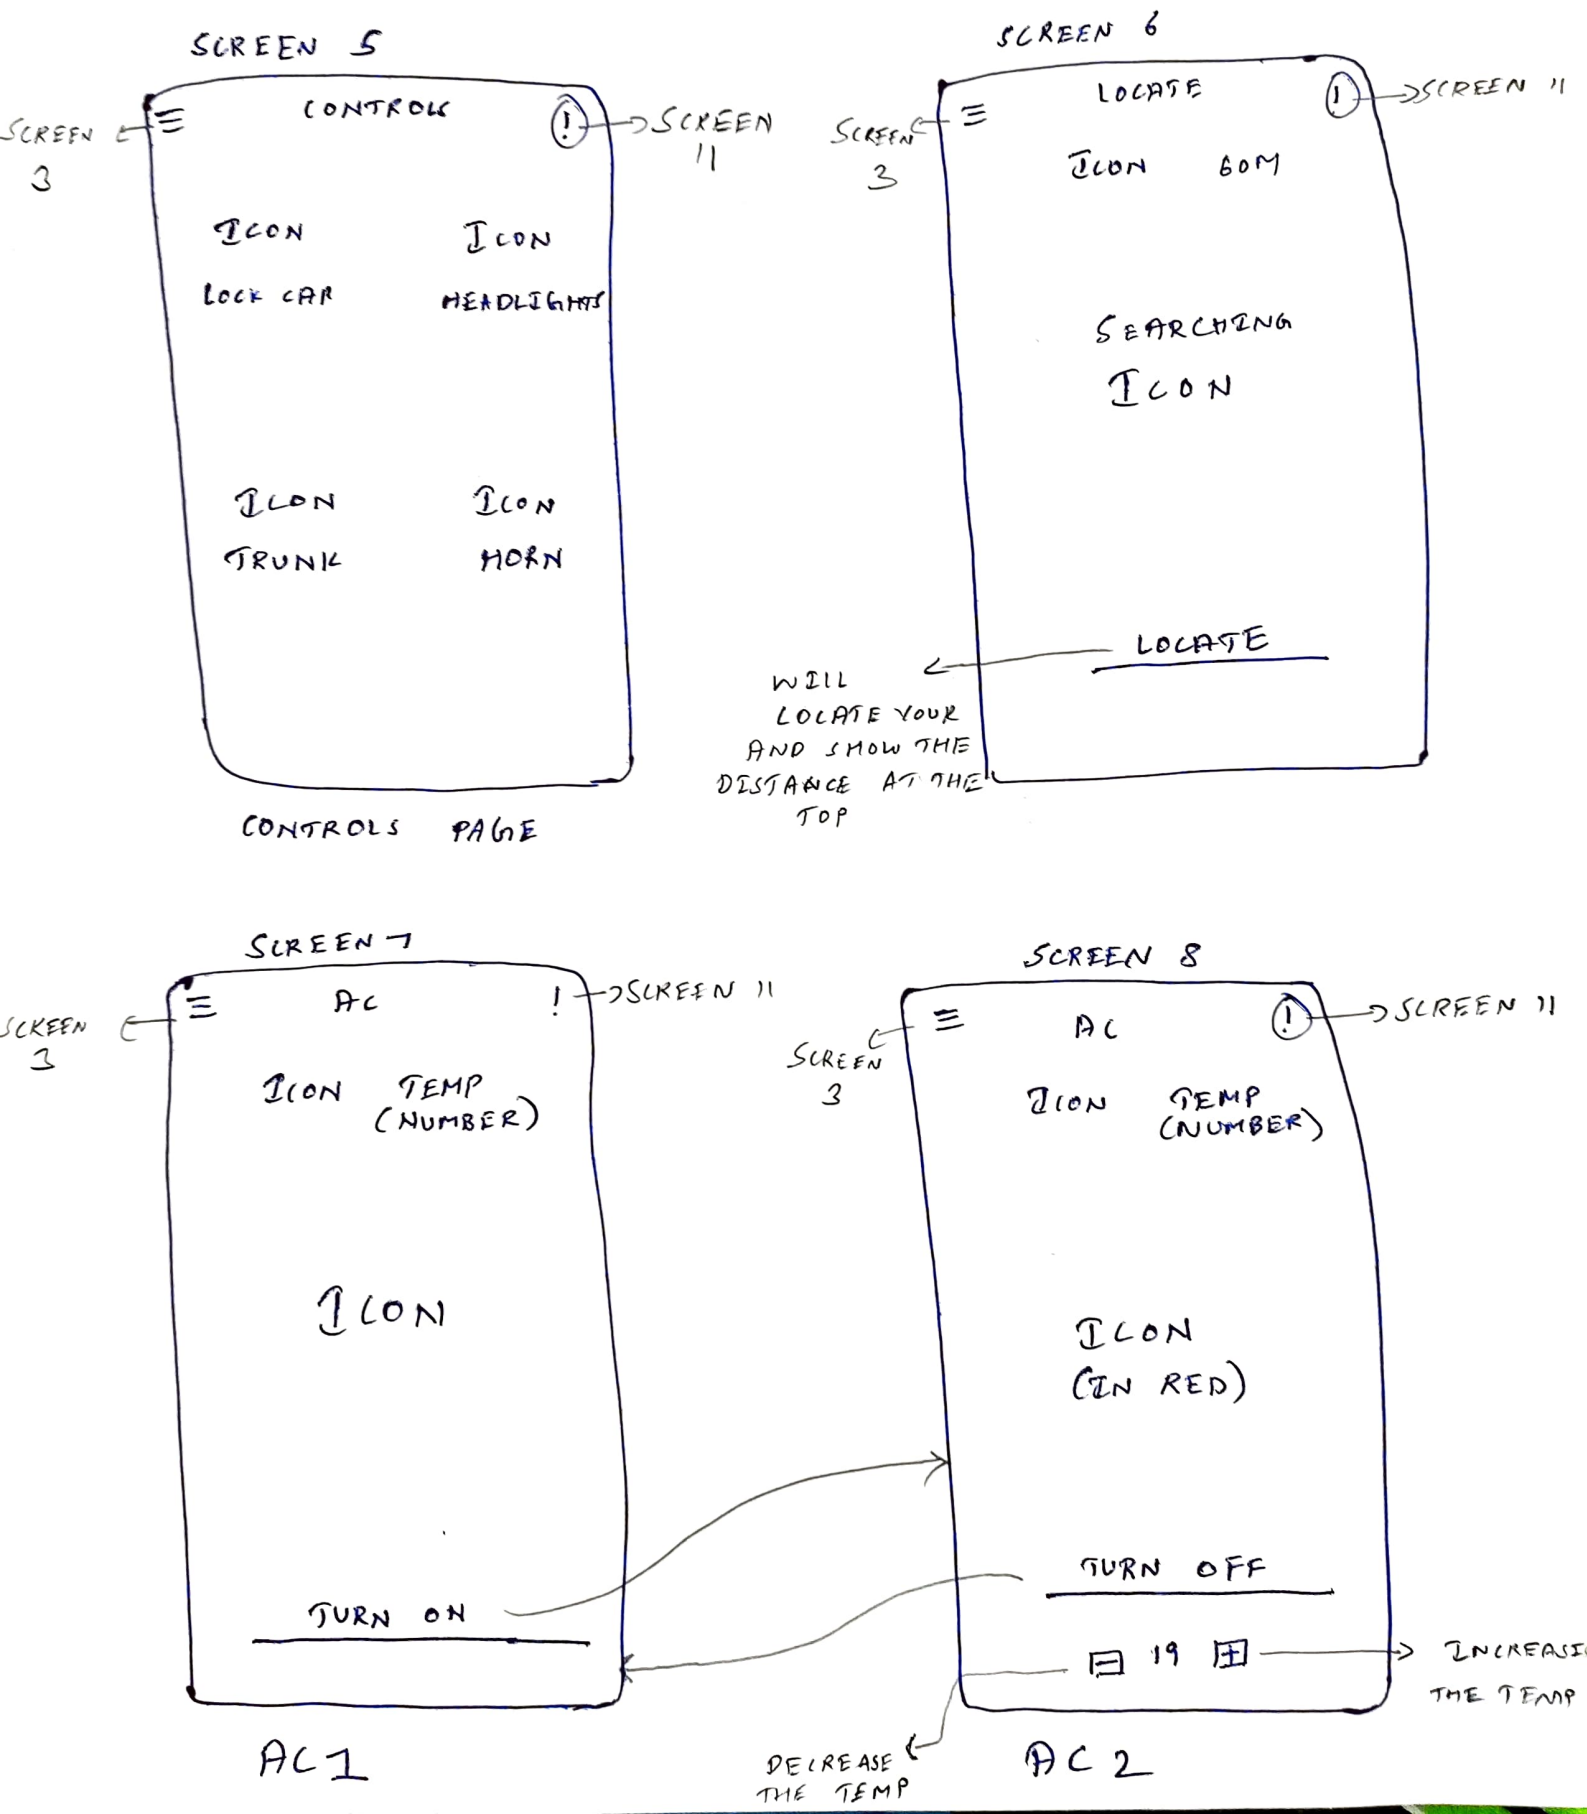 SCREEN 5
CONTROLS
!
SCREEN
3
SCREEN
11
ICON ICON
LOCK CAR HEADLIGHTS
ICON ICON
TRUNK HORN
CONTROLS PAGE
SCREEN 6
LOCATE
!
SCREEN 11
SCREEN
3
ICON 60M
SEARCHING
ICON
LOCATE
WILL
LOCATE YOUR
AND SHOW THE
DISTANCE AT THE
TOP
SCREEN 7
AC
!
SCREEN 11
SCREEN
3
ICON TEMP
(NUMBER)
ICON
TURN ON
AC 1
SCREEN 8
AC
!
SCREEN 11
SCREEN
3
ICON TEMP
(NUMBER)
ICON
(IN RED)
TURN OFF
- 19 +
INCREASI
THE TEMP
DECREASE
THE TEMP
AC 2